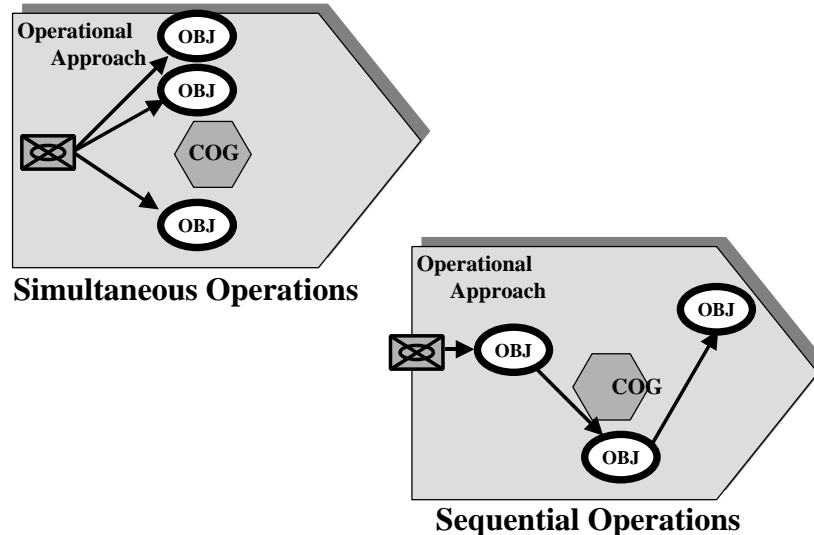 Operational
Approach
OBJ
OBJ
COG
OBJ
Simultaneous Operations
Operational
Approach
OBJ
OBJ
COG
OBJ
Sequential Operations